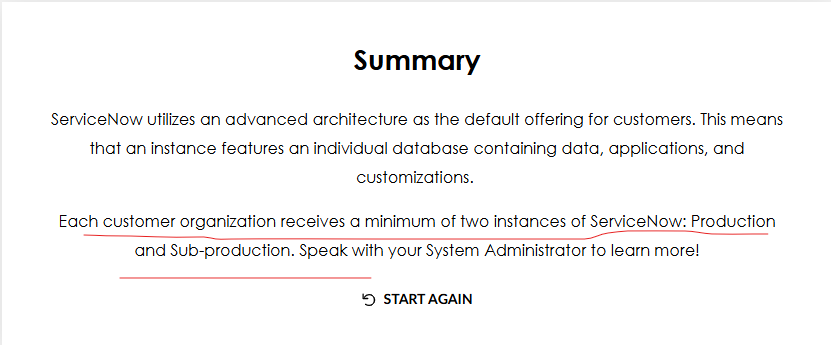 Summary
ServiceNow utilizes an advanced architecture as the default offering for customers. This means
that an instance features an individual database containing data, applications, and
customizations.
Each customer organization receives a minimum of two instances of ServiceNow: Production
and Sub-production. Speak with your System Administrator to learn more!
START AGAIN